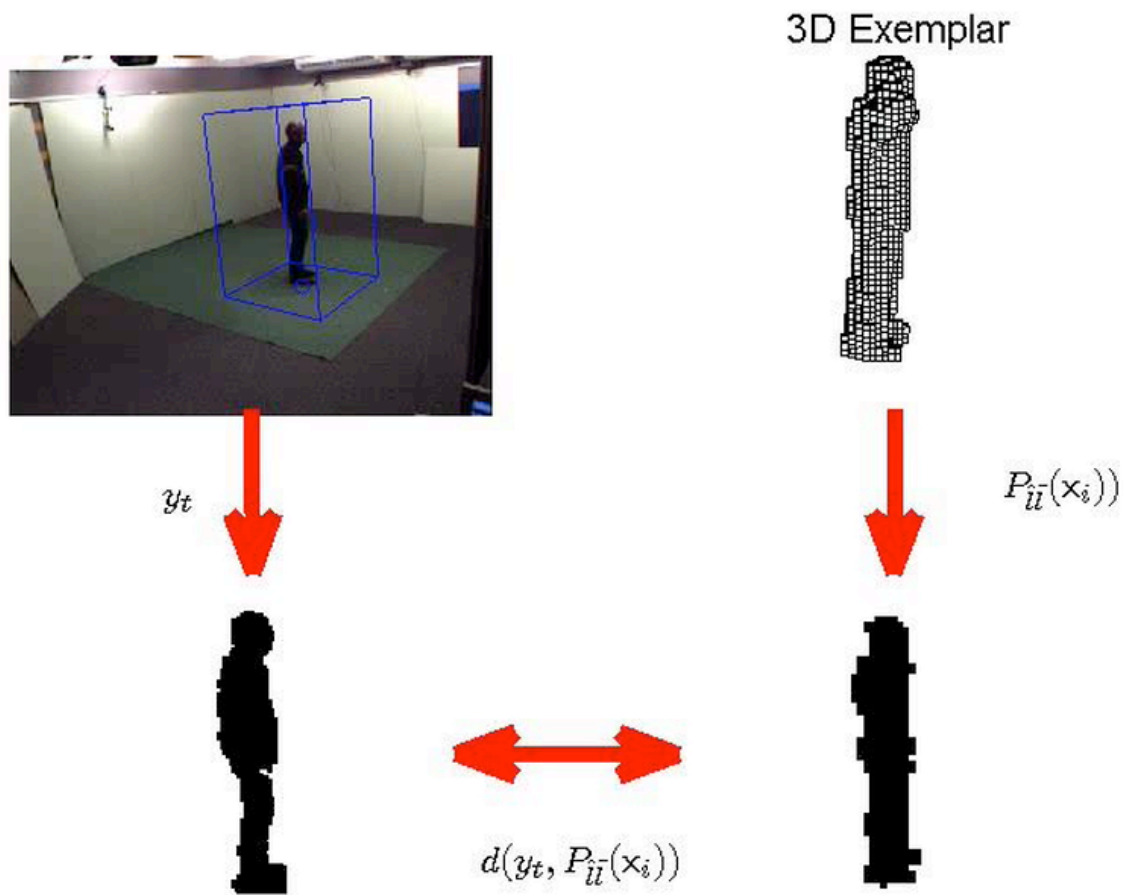 3D Exemplar
y_t
P_{\hat{l}\bar{l}}(x_i))
d(y_t, P_{\hat{l}\bar{l}}(x_i))